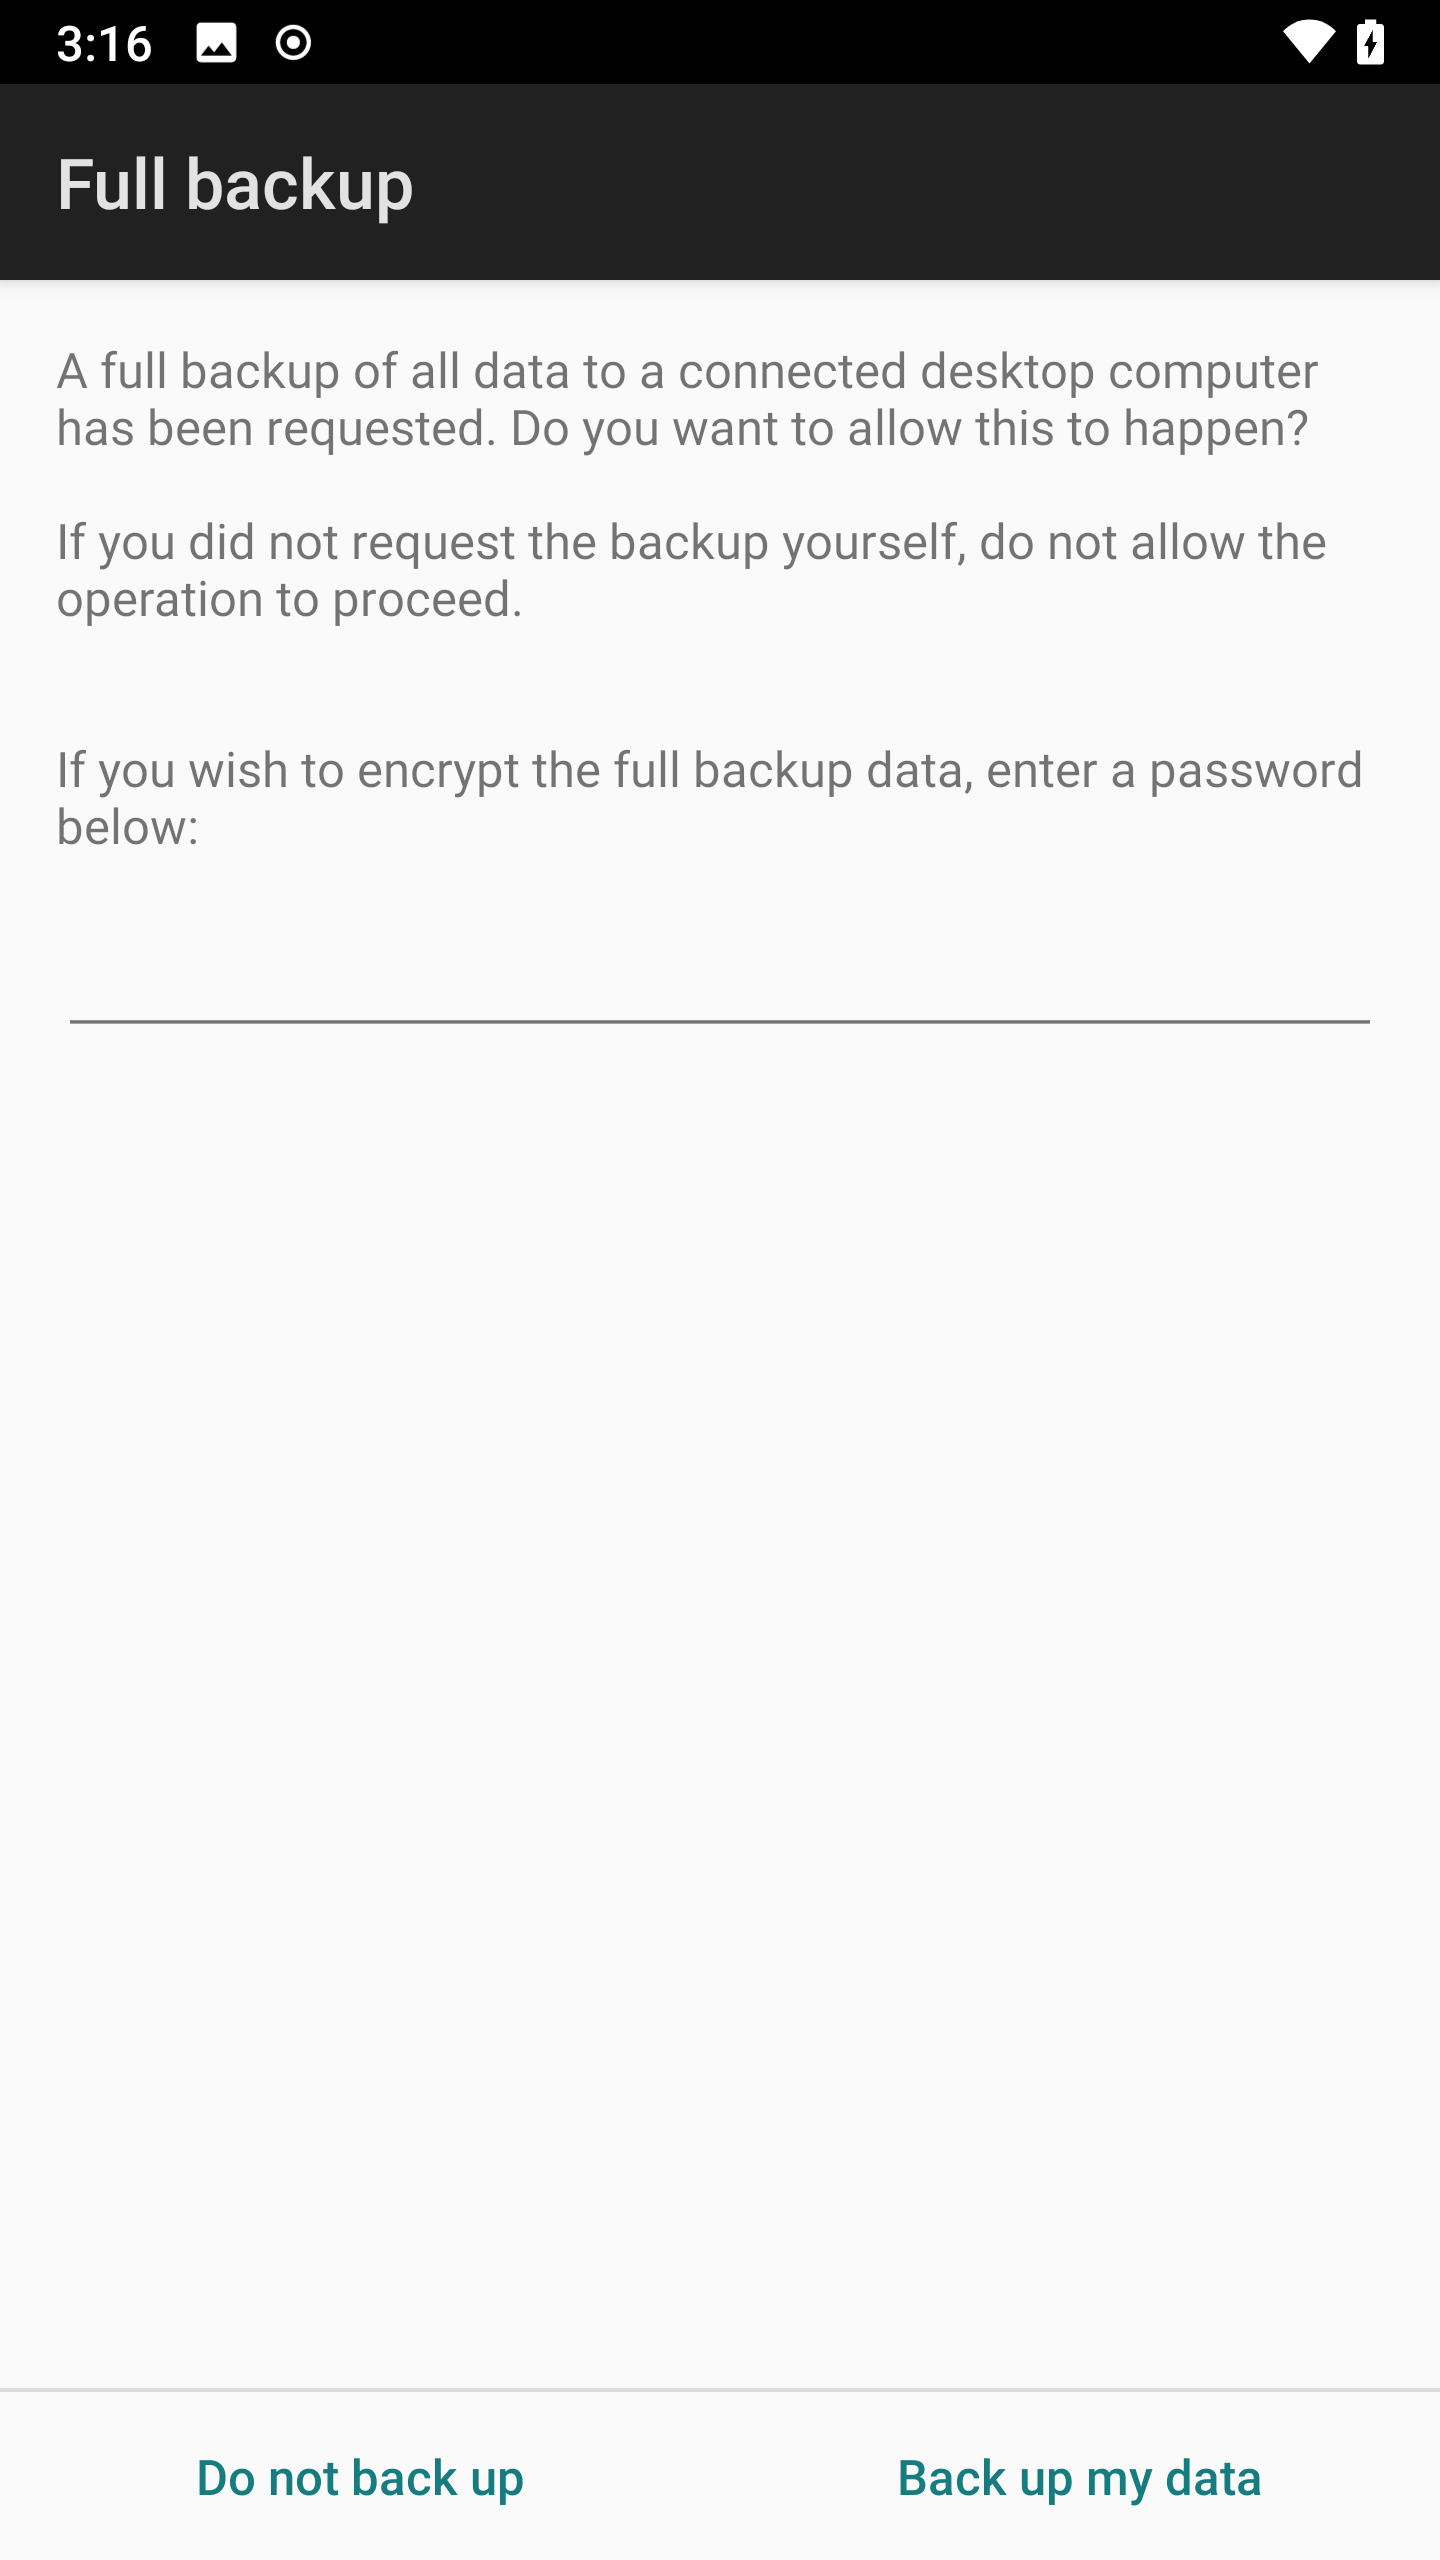 3:16
Full backup
A full backup of all data to a connected desktop computer
has been requested. Do you want to allow this to happen?
If you did not request the backup yourself, do not allow the
operation to proceed.
If you wish to encrypt the full backup data, enter a password
below:
Do not back up
Back up my data